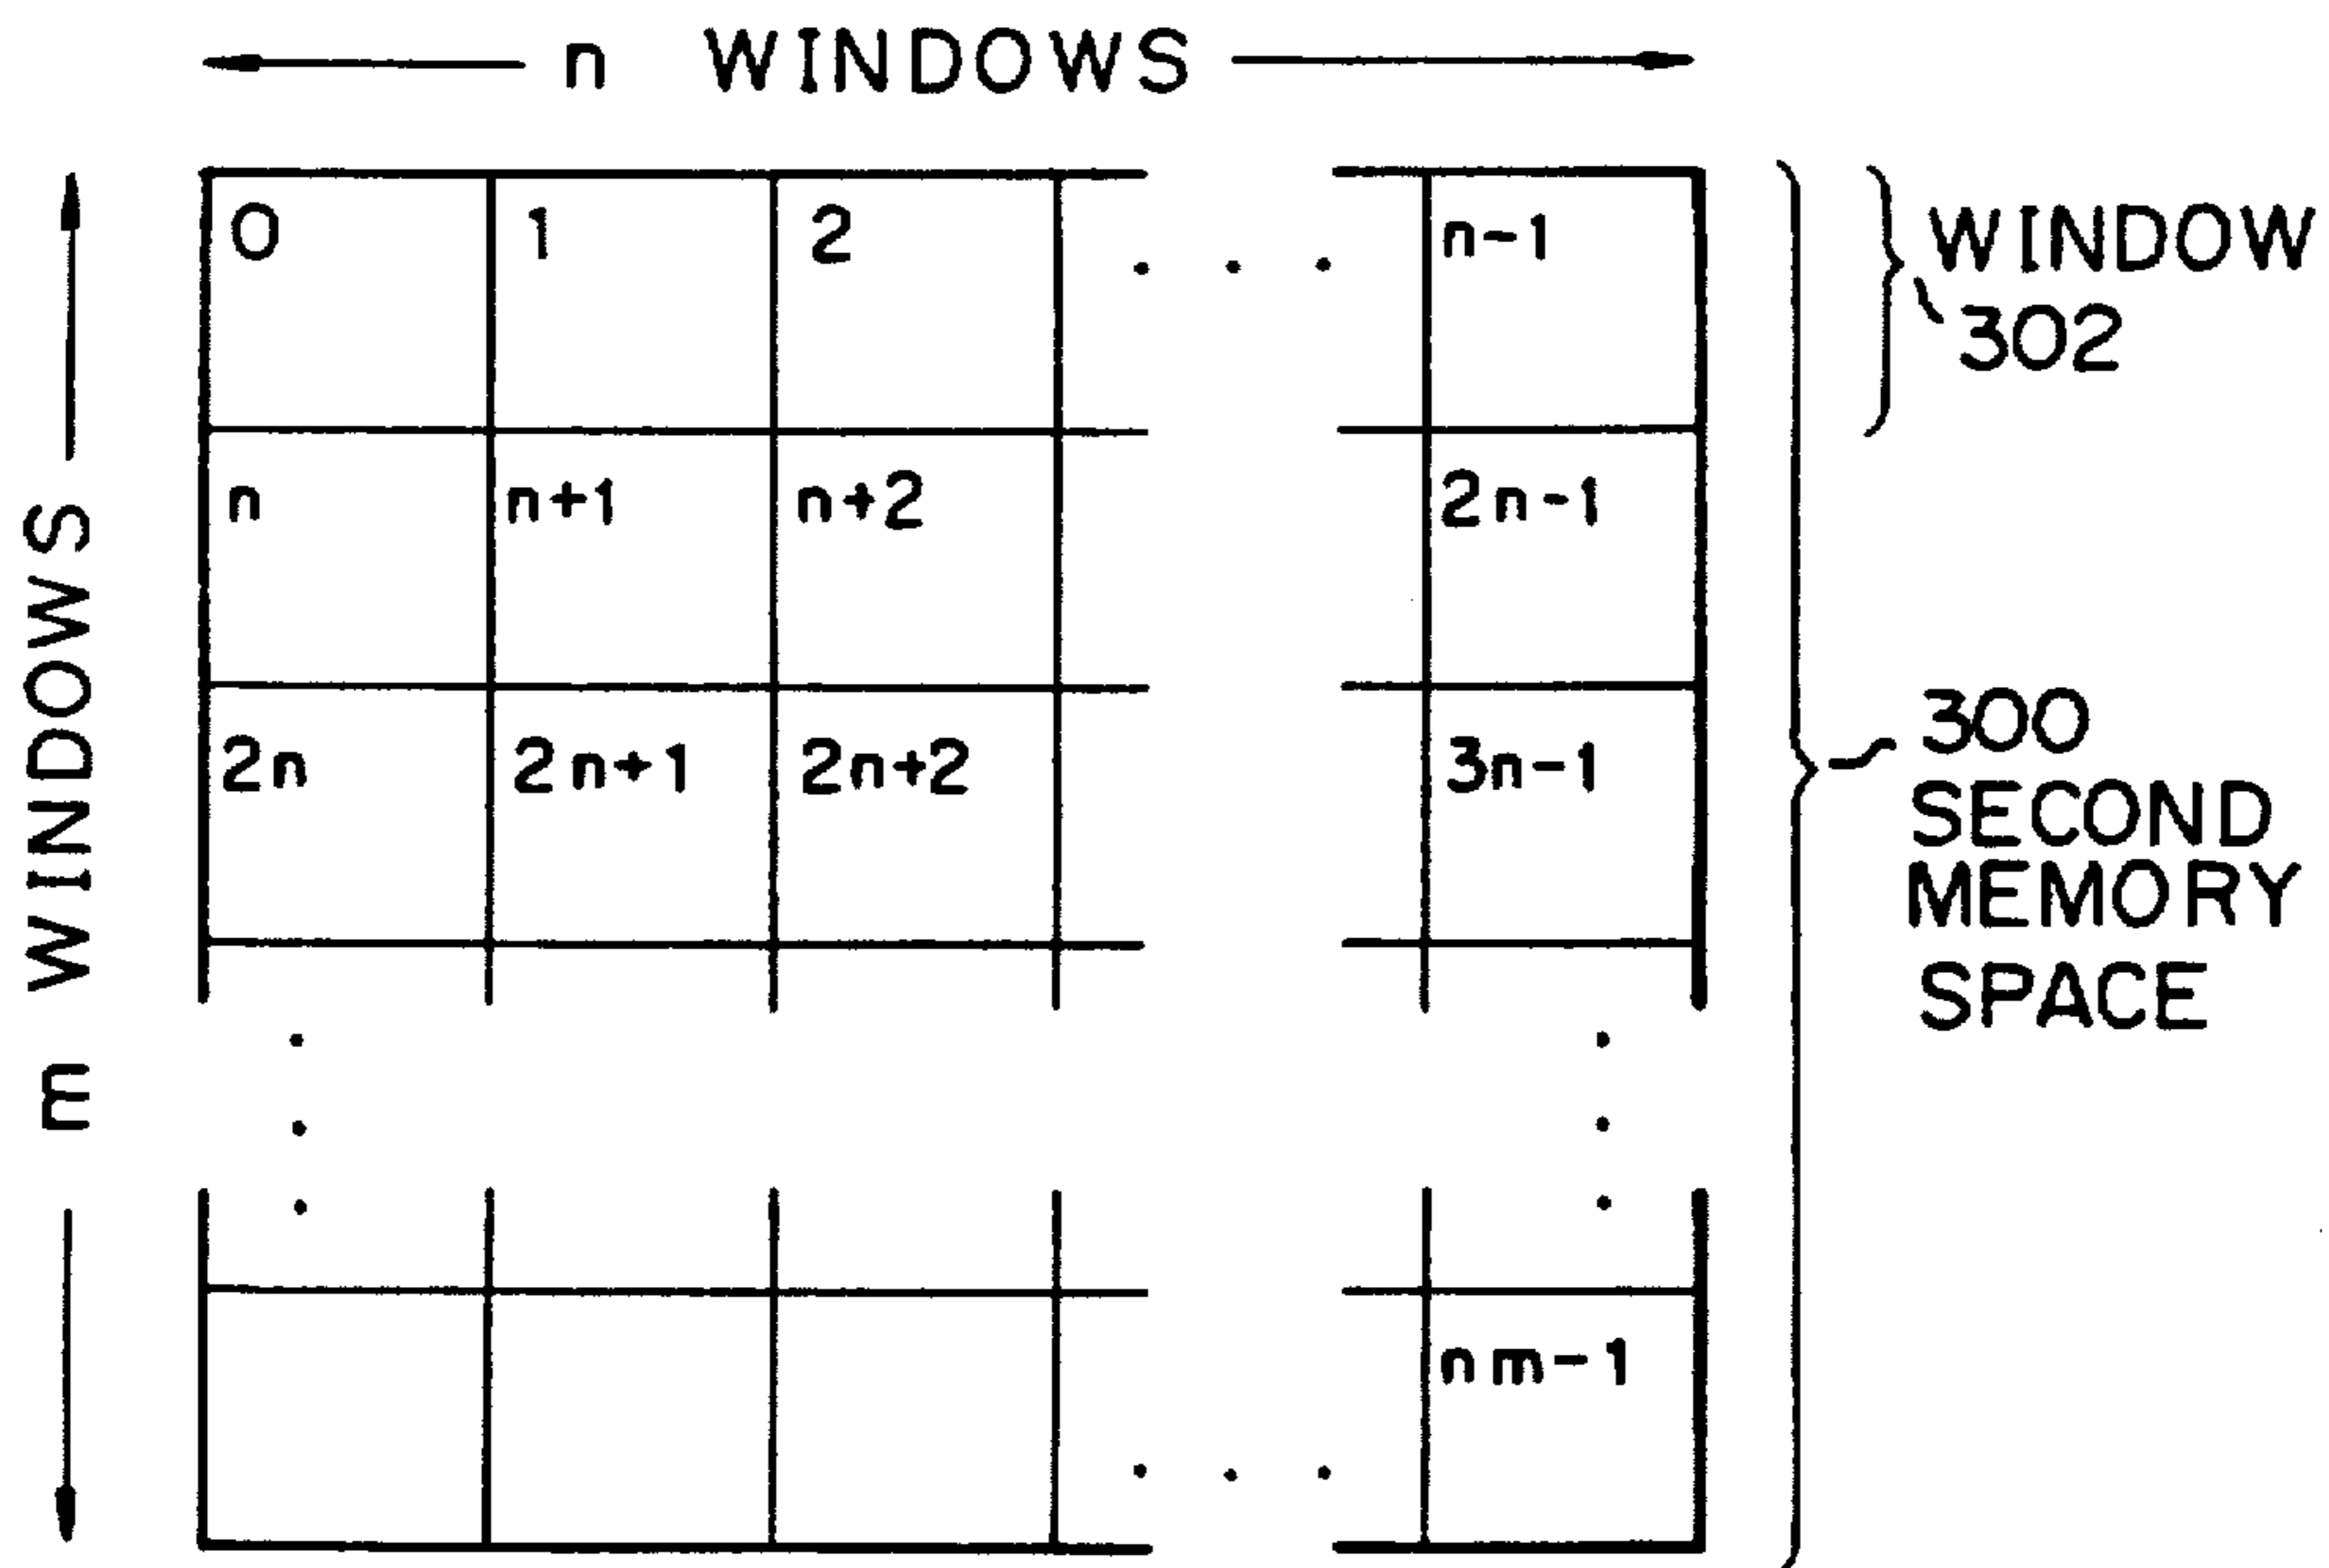 n WINDOWS
m WINDOWS
0 1 2 . . . n-1
n n+1 n+2 2n-1
2n 2n+1 2n+2 3n-1
nm-1
WINDOW
302
300
SECOND
MEMORY
SPACE